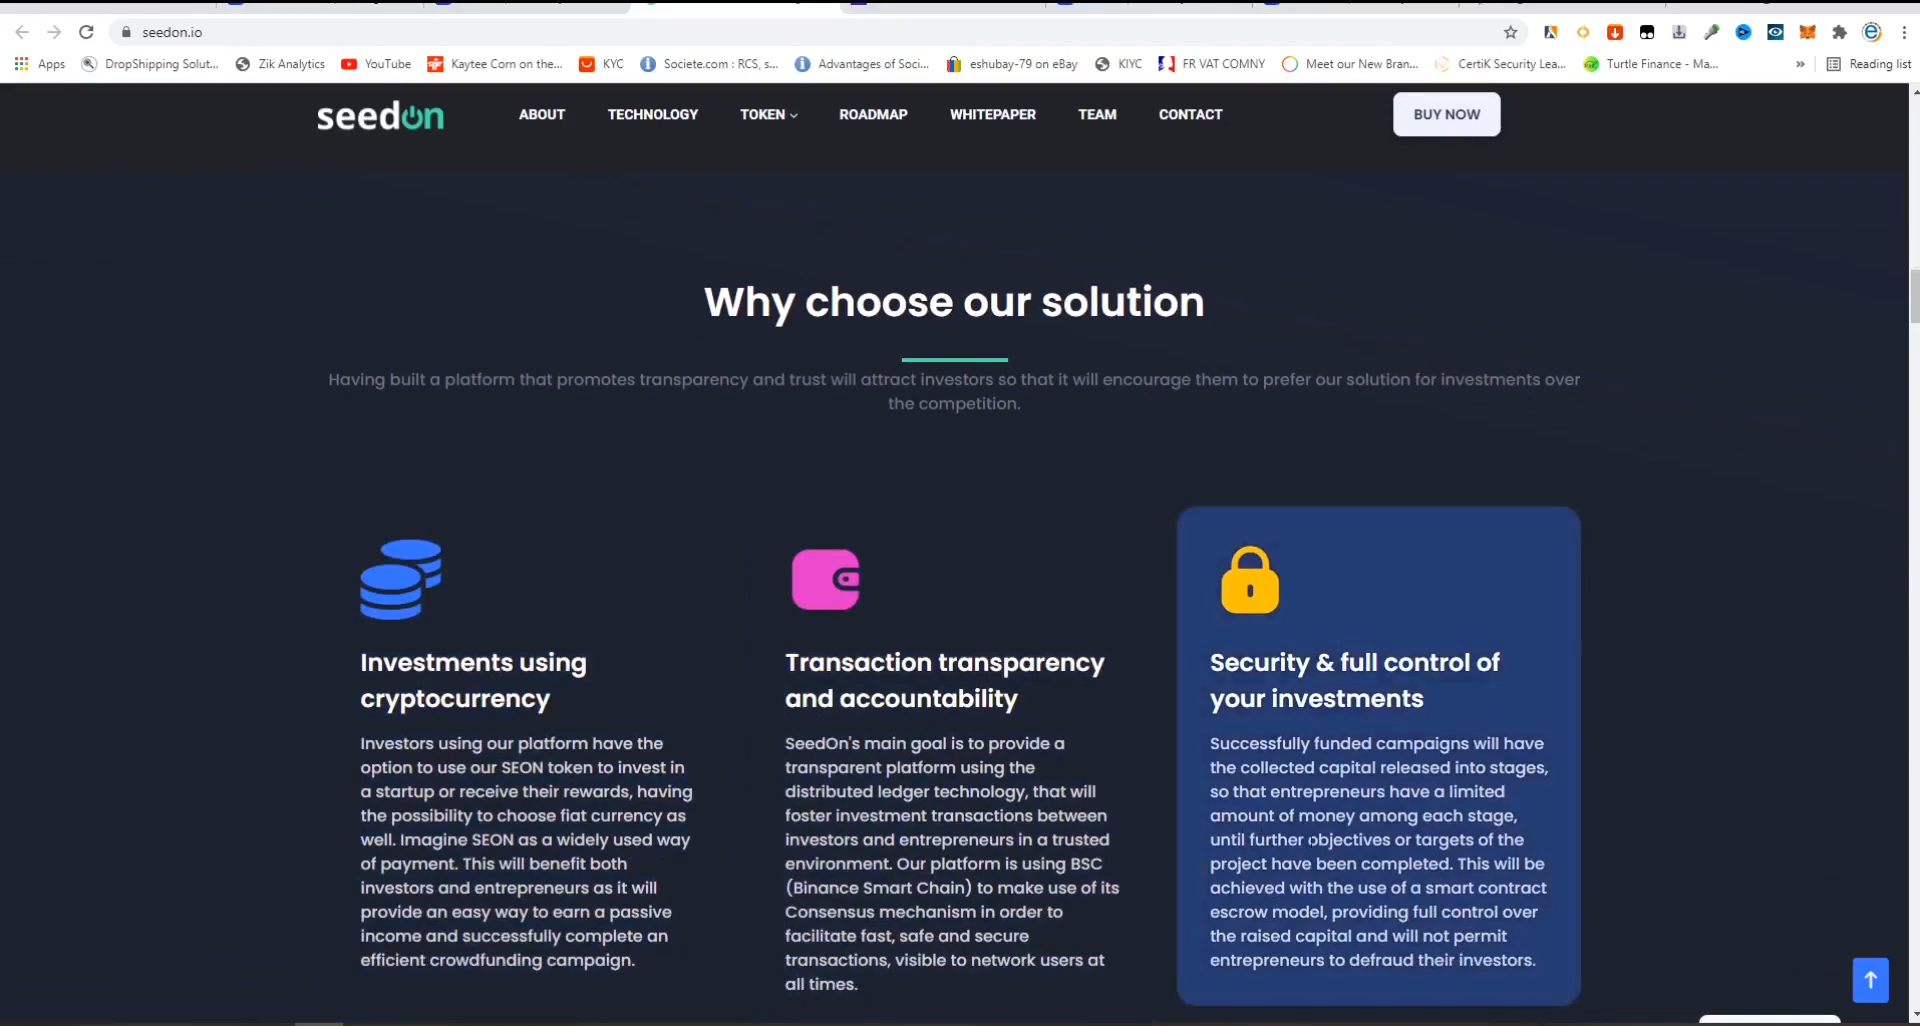 seedon.io
Apps DropShipping Solut... Zik Analytics YouTube Kaytee Corn on the... KYC Societe.com : RCS, s... Advantages of Soci... eshubay-79 on eBay KIYC FR VAT COMNY Meet our New Bran... CertiK Security Lea... Turtle Finance - Ma... » Reading list
seedon ABOUT TECHNOLOGY TOKEN ROADMAP WHITEPAPER TEAM CONTACT BUY NOW
Why choose our solution
Having built a platform that promotes transparency and trust will attract investors so that it will encourage them to prefer our solution for investments over
the competition.
Investments using
cryptocurrency
Investors using our platform have the
option to use our SEON token to invest in
a startup or receive their rewards, having
the possibility to choose fiat currency as
well. Imagine SEON as a widely used way
of payment. This will benefit both
investors and entrepreneurs as it will
provide an easy way to earn a passive
income and successfully complete an
efficient crowdfunding campaign.
Transaction transparency
and accountability
SeedOn's main goal is to provide a
transparent platform using the
distributed ledger technology, that will
foster investment transactions between
investors and entrepreneurs in a trusted
environment. Our platform is using BSC
(Binance Smart Chain) to make use of its
Consensus mechanism in order to
facilitate fast, safe and secure
transactions, visible to network users at
all times.
Security & full control of
your investments
Successfully funded campaigns will have
the collected capital released into stages,
so that entrepreneurs have a limited
amount of money among each stage,
until further objectives or targets of the
project have been completed. This will be
achieved with the use of a smart contract
escrow model, providing full control over
the raised capital and will not permit
entrepreneurs to defraud their investors.